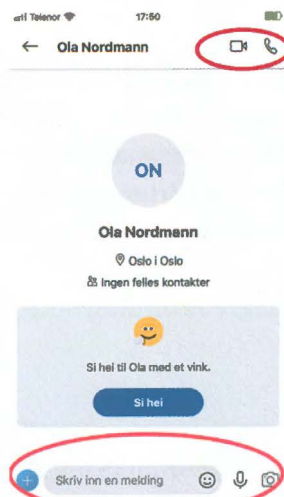 Telenor 17:50
Ola Nordmann
ON
Ola Nordmann
Oslo i Oslo
Ingen felles kontakter
Si hei til Ola med et vink.
Si hei
Skriv inn en melding